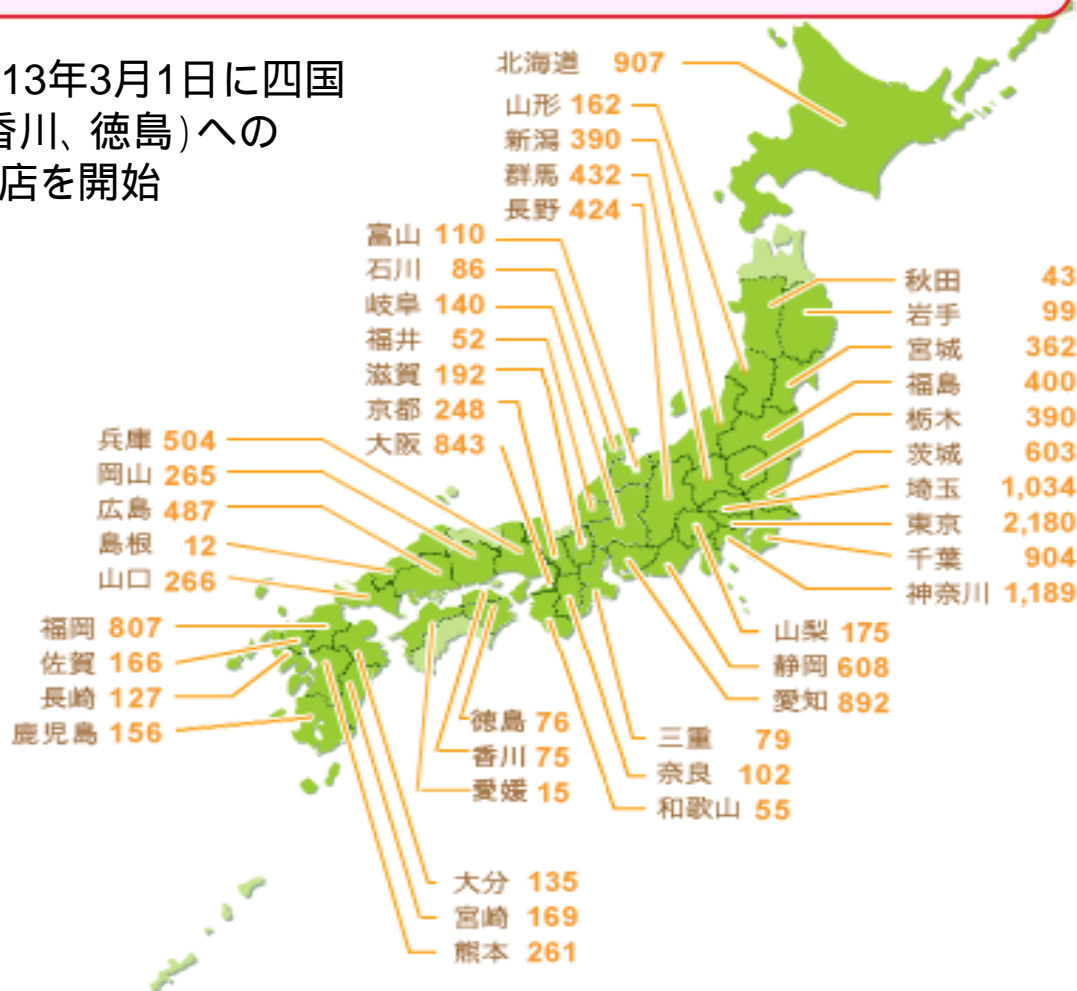 13年3月1日に四国
香川、徳島)への
店を開始
北海道 907
山形 162
新潟 390
群馬 432
長野 424
富山 110
石川 86
岐阜 140
福井 52
滋賀 192
京都 248
大阪 843
秋田 43
岩手 99
宮城 362
福島 400
栃木 390
茨城 603
埼玉 1,034
東京 2,180
千葉 904
神奈川 1,189
兵庫 504
岡山 265
広島 487
島根 12
山口 266
福岡 807
佐賀 166
長崎 127
鹿児島 156
山梨 175
静岡 608
愛知 892
徳島 76
香川 75
愛媛 15
三重 79
奈良 102
和歌山 55
大分 135
宮崎 169
熊本 261